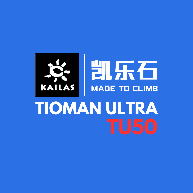 KAILAS
凯乐石
MADE TO CLIMB
TIOMAN ULTRA
TU50